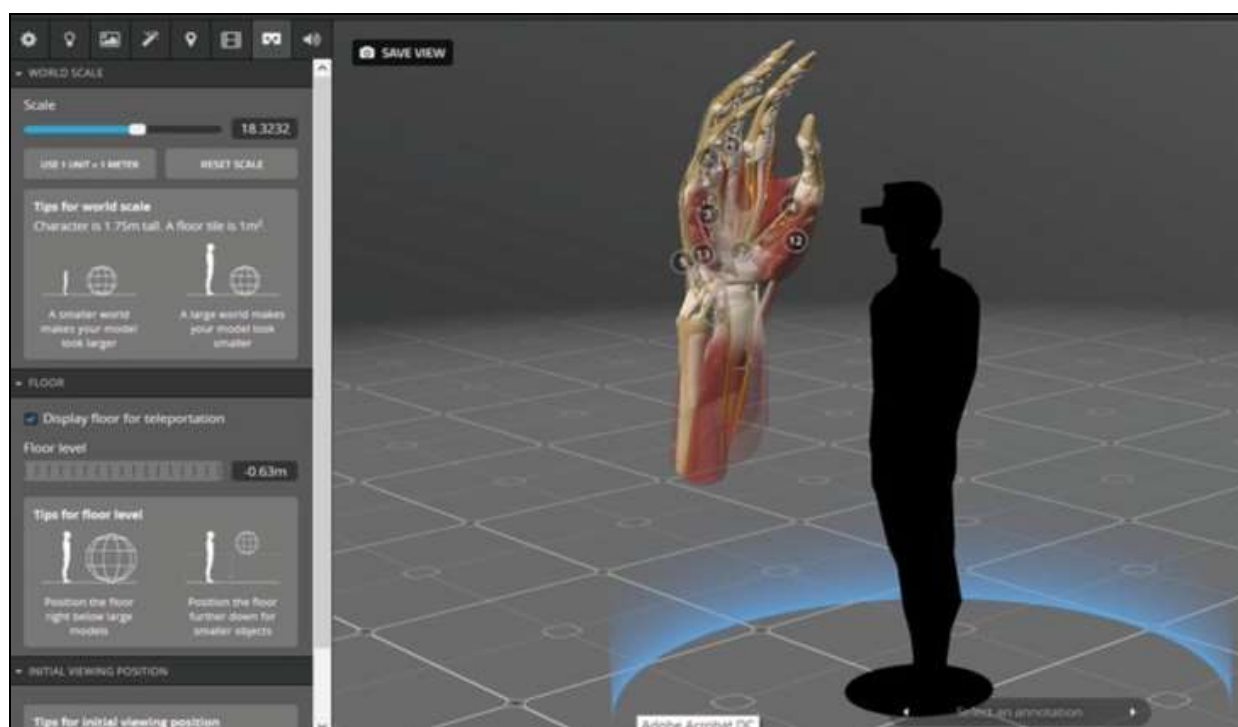 WORLD SCALE
SAVE VIEW
Scale
18.3232
USE 1 UNIT = 1 METER
RESET SCALE
Tips for world scale
Character is 1.75m tall. A floor tile is 1m²
A smaller world
makes your model
look larger
A large world makes
your model look
smaller
FLOOR
Display floor for teleportation
Floor level
-0.63m
Tips for floor level
Position the floor
right below large
models
Position the floor
further down for
smaller objects
INITIAL VIEWING POSITION
Tips for initial viewing position
12
Select an annotation
Adobe Acrobat DC